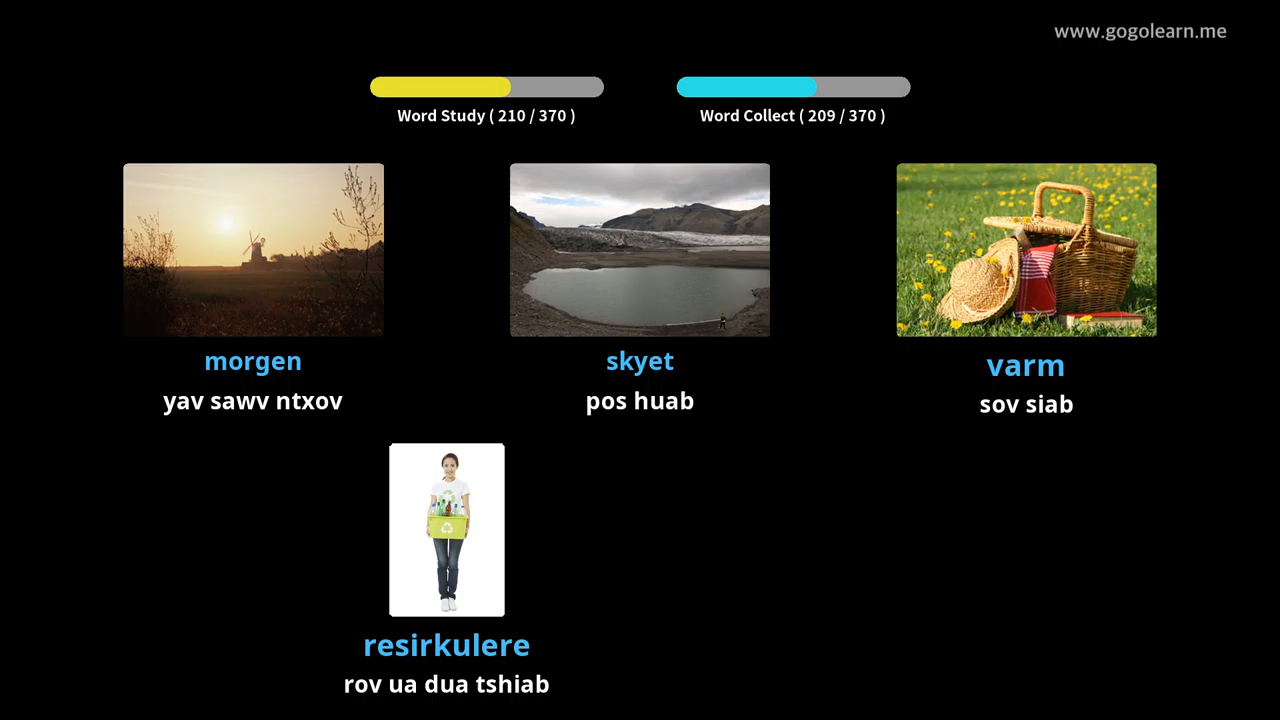 www.gogolearn.me
Word Study ( 210 / 370 )
Word Collect ( 209 / 370 )
morgen
yav sawv ntxov
skyet
pos huab
varm
sov siab
resirkulere
rov ua dua tshiab